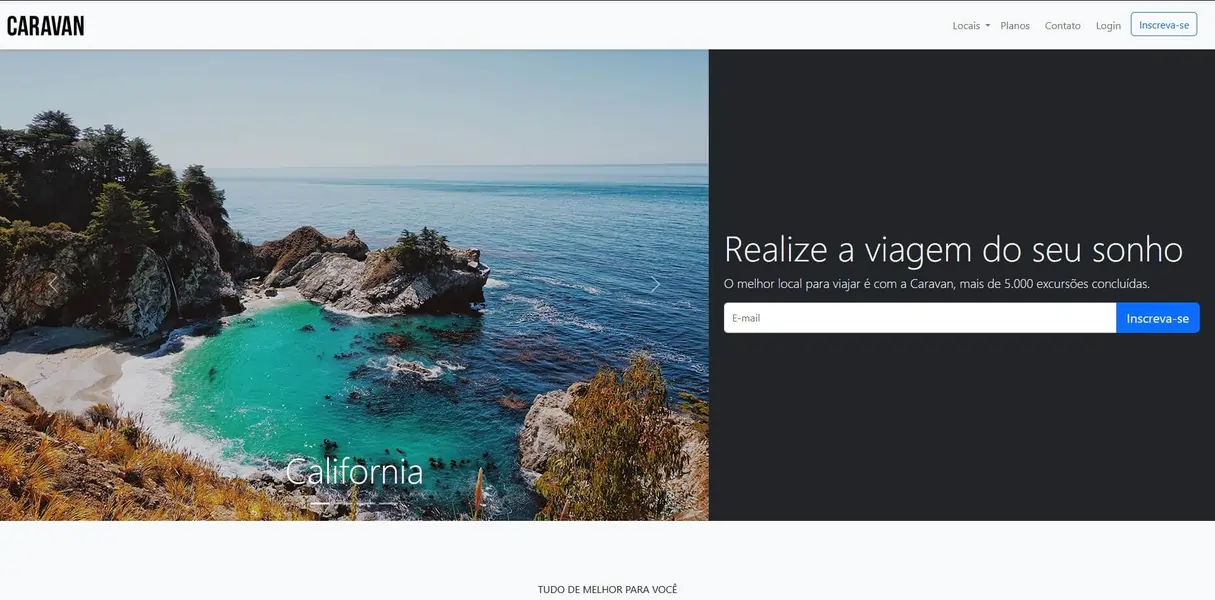 CARAVAN
Locais
Planos
Contato
Login
Inscreva-se
Realize a viagem do seu sonho
O melhor local para viajar é com a Caravan, mais de 5.000 excursões concluídas.
E-mail
Inscreva-se
California
TUDO DE MELHOR PARA VOCÊ